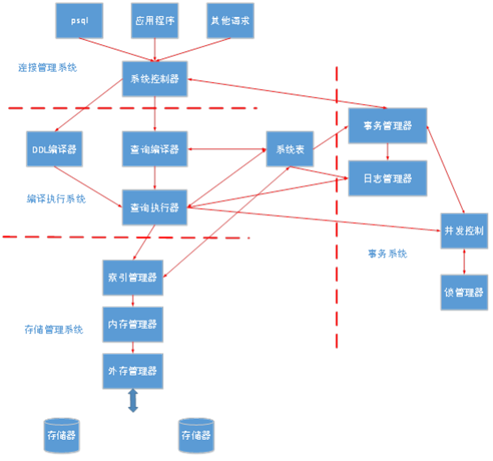 psql
应用程序
其他请求
连接管理系统
系统控制器
事务管理器
DDL编译器
查询编译器
系统表
日志管理器
编译执行系统
查询执行器
并发控制
事务系统
索引管理器
锁管理器
内存管理器
存储管理系统
外存管理器
存储器
存储器